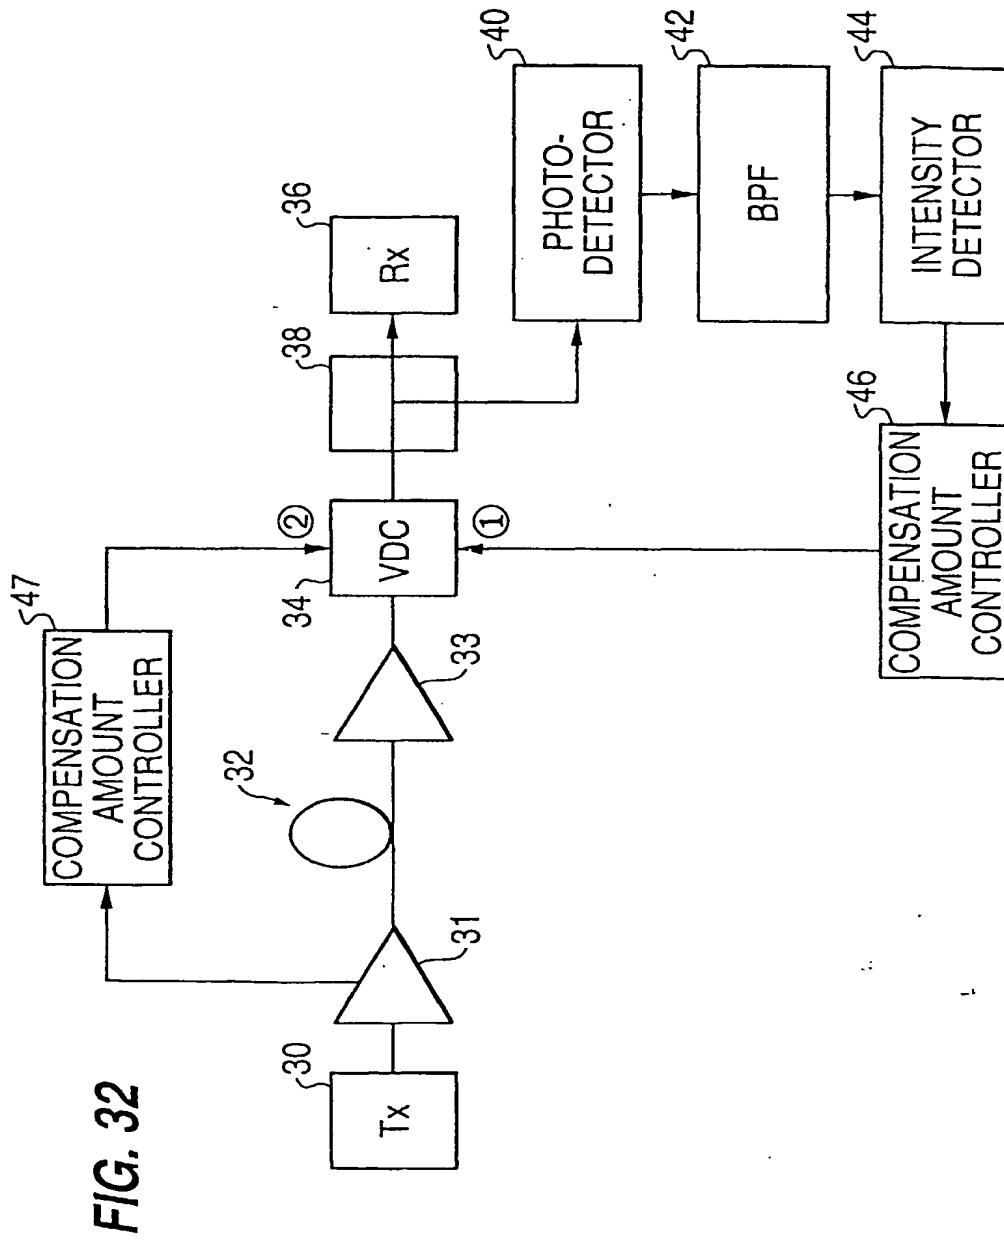 FIG. 32
47
COMPENSATION
AMOUNT
CONTROLLER
②
30
Tx
31
32
33
34
VDC
①
38
36
Rx
40
PHOTO-
DETECTOR
42
BPF
44
INTENSITY
DETECTOR
46
COMPENSATION
AMOUNT
CONTROLLER